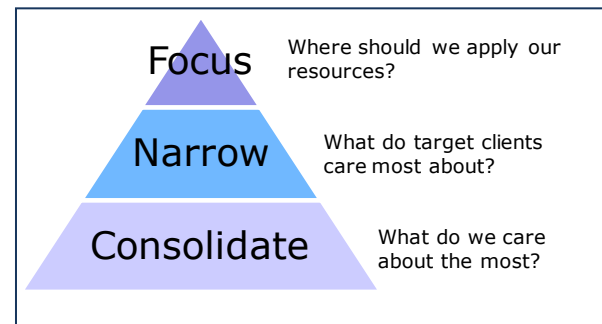 Focus
Where should we apply our
resources?
Narrow
What do target clients
care most about?
Consolidate
What do we care
about the most?